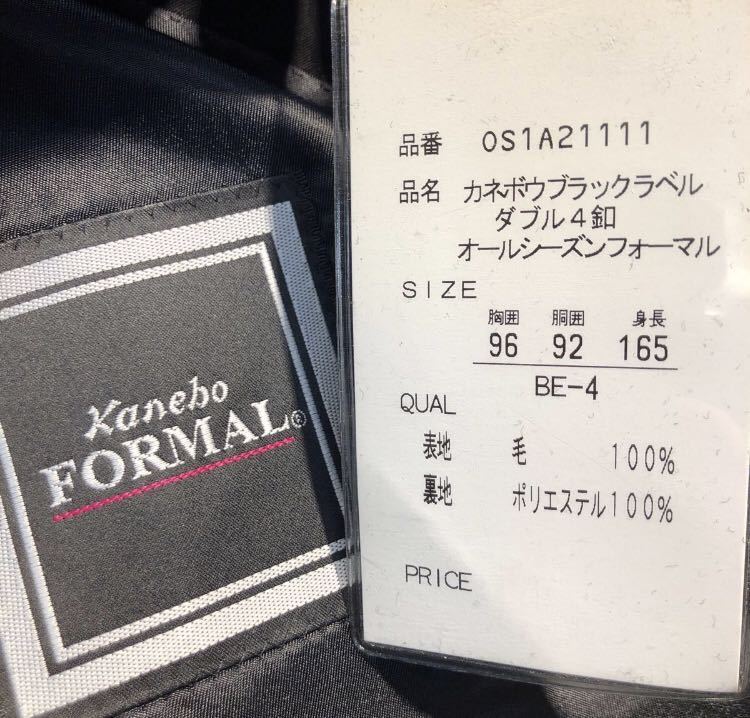 Kanebo
FORMAL®
品番 OS1A21111
品名 カネボウブラックラベル
ダブル4釦
オールシーズンフォーマル
SIZE
胸囲 胴囲 身長
96 92 165
BE-4
QUAL
表地 毛 100%
裏地 ポリエステル100%
PRICE